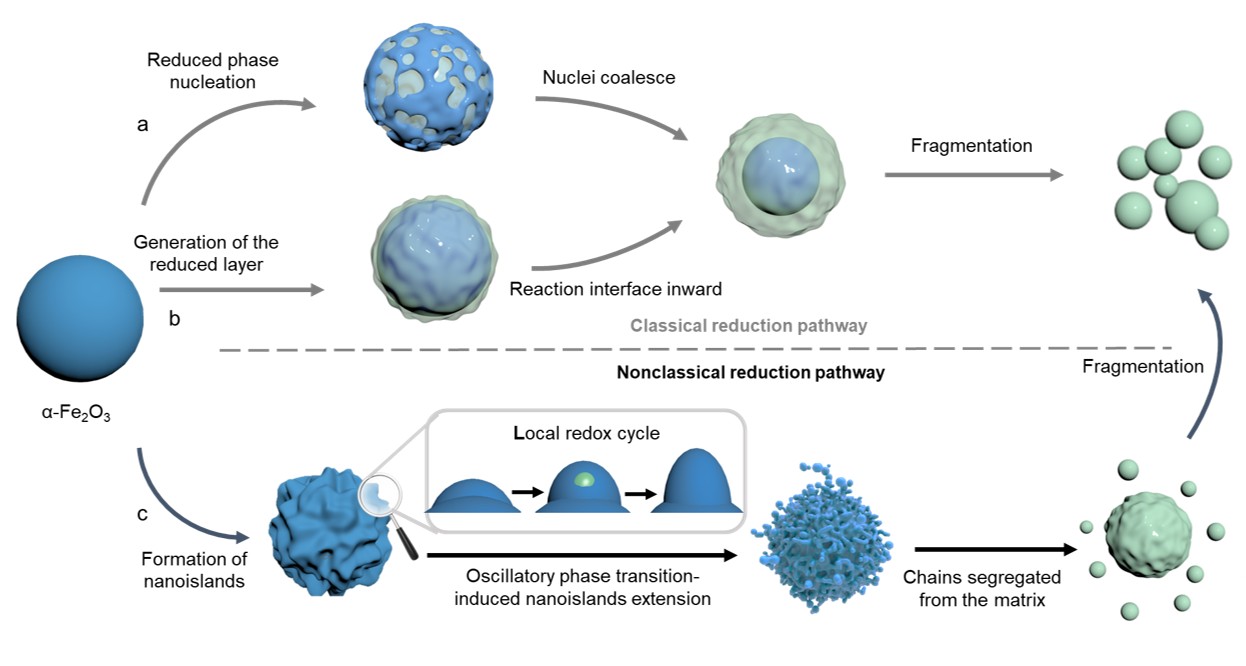 Reduced phase
nucleation
a
Nuclei coalesce
Fragmentation
Generation of the
reduced layer
b
Reaction interface inward
Classical reduction pathway
Nonclassical reduction pathway
Fragmentation
α-Fe₂O₃
c
Formation of
nanoislands
Local redox cycle
Oscillatory phase transition-
induced nanoislands extension
Chains segregated
from the matrix